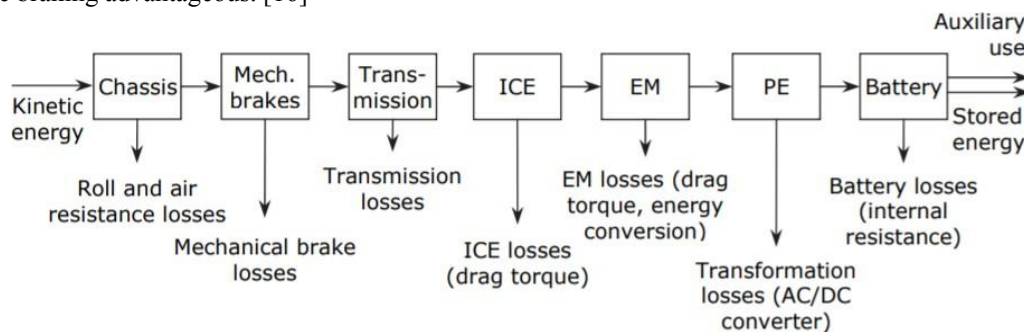 e braking advantageous. [10]
Auxiliary
use
Kinetic
energy
Chassis
Mech.
brakes
Trans-
mission
ICE
EM
PE
Battery
Stored
energy
Roll and air
resistance losses
Mechanical brake
losses
Transmission
losses
ICE losses
(drag torque)
EM losses (drag
torque, energy
conversion)
Transformation
losses (AC/DC
converter)
Battery losses
(internal
resistance)